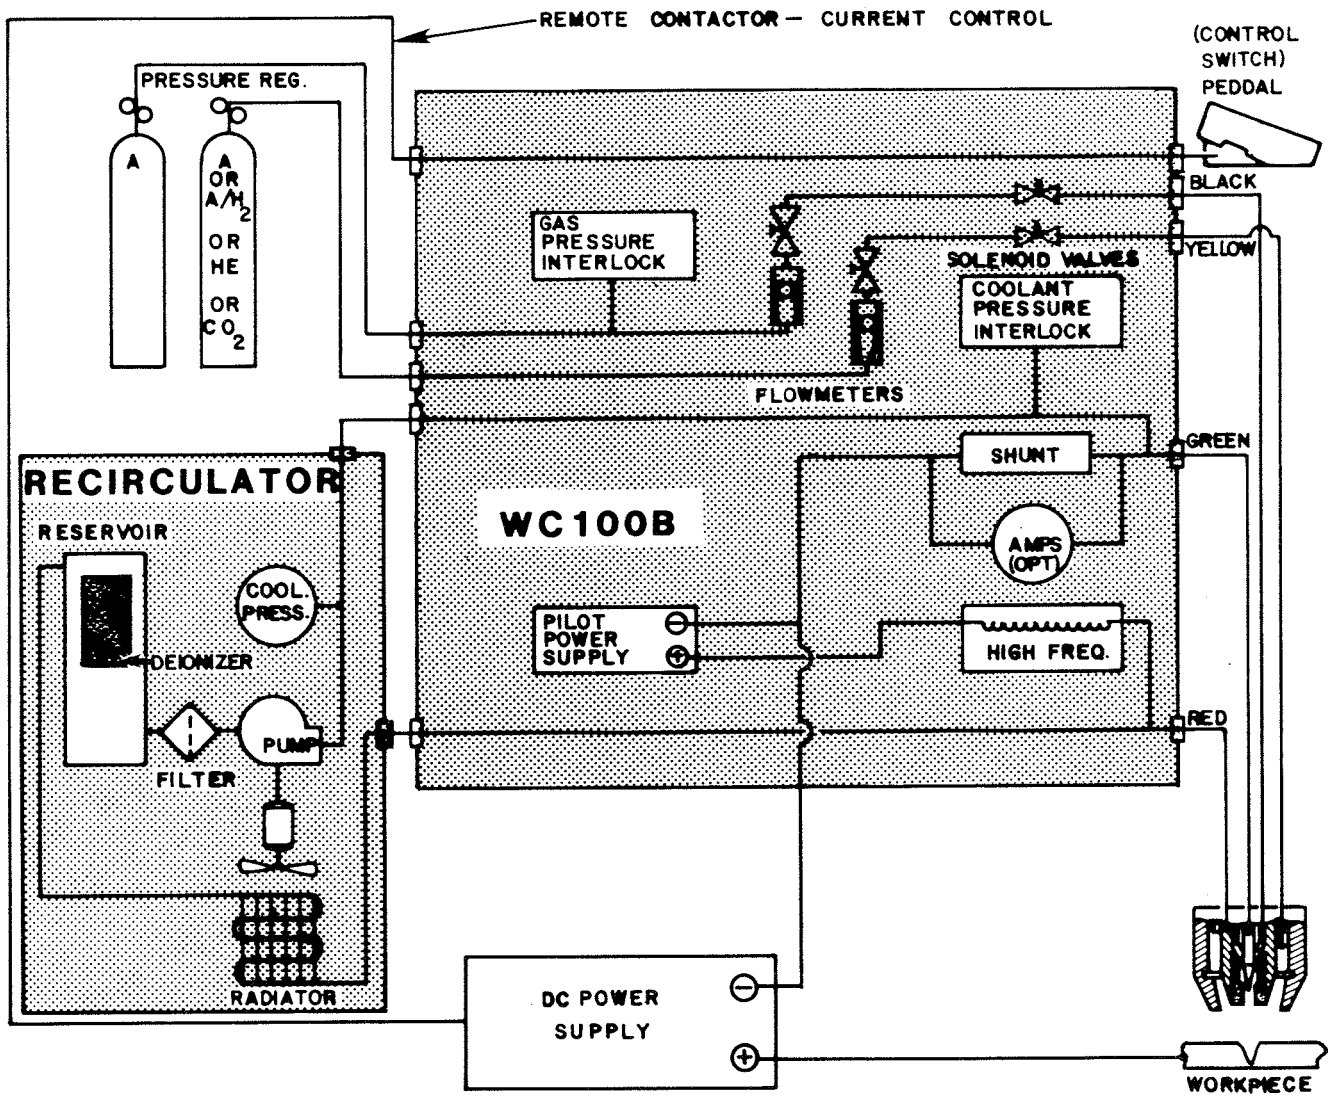 REMOTE CONTACTOR — CURRENT CONTROL
(CONTROL
SWITCH)
PEDDAL
PRESSURE REG.
A
A
OR
A/H2
OR
HE
OR
CO2
BLACK
YELLOW
GAS
PRESSURE
INTERLOCK
SOLENOID VALVES
COOLANT
PRESSURE
INTERLOCK
FLOWMETERS
GREEN
SHUNT
RECIRCULATOR
WC100B
RESERVOIR
AMPS
(OPT)
COOL.
PRESS.
PILOT
POWER
SUPPLY
−
+
HIGH FREQ.
DEIONIZER
RED
PUMP
FILTER
RADIATOR
DC POWER
SUPPLY
−
+
WORKPIECE